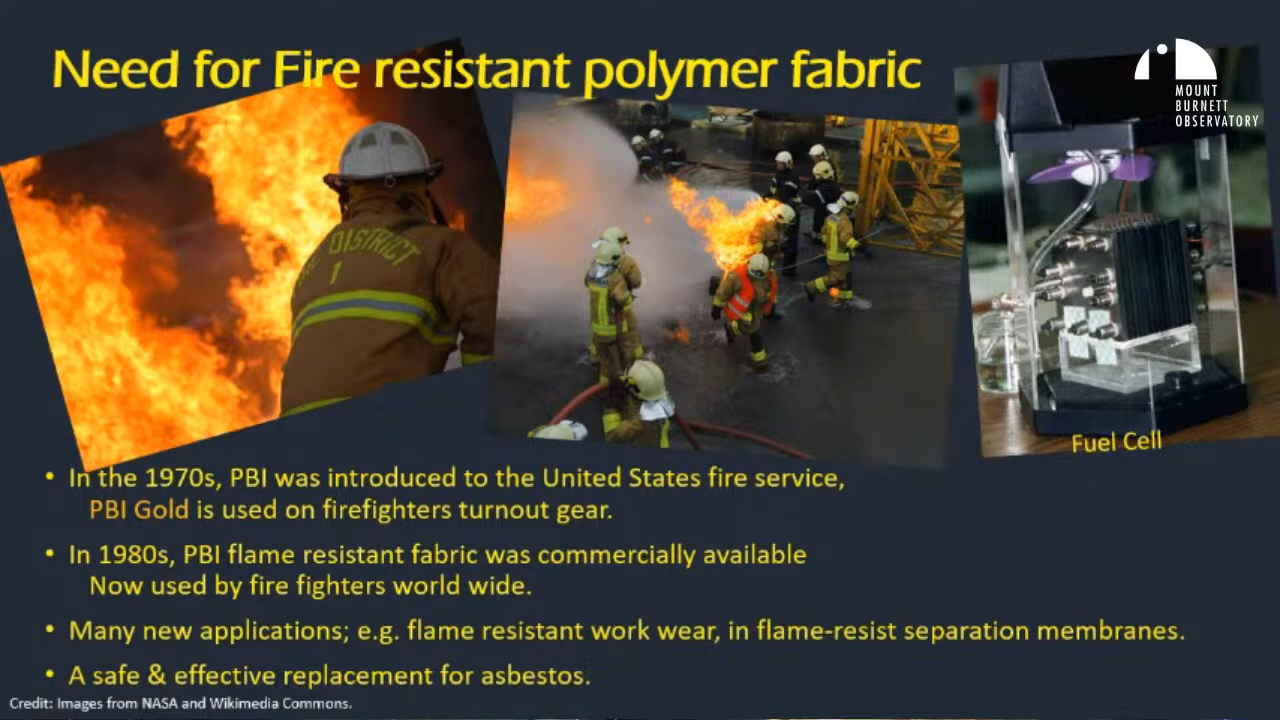 Need for Fire resistant polymer fabric
MOUNT
BURNETT
OBSERVATORY
DISTRICT
1
Fuel Cell
• In the 1970s, PBI was introduced to the United States fire service,
PBI Gold is used on firefighters turnout gear.
• In 1980s, PBI flame resistant fabric was commercially available
Now used by fire fighters world wide.
• Many new applications; e.g. flame resistant work wear, in flame-resist separation membranes.
• A safe & effective replacement for asbestos.
Credit: Images from NASA and Wikimedia Commons.